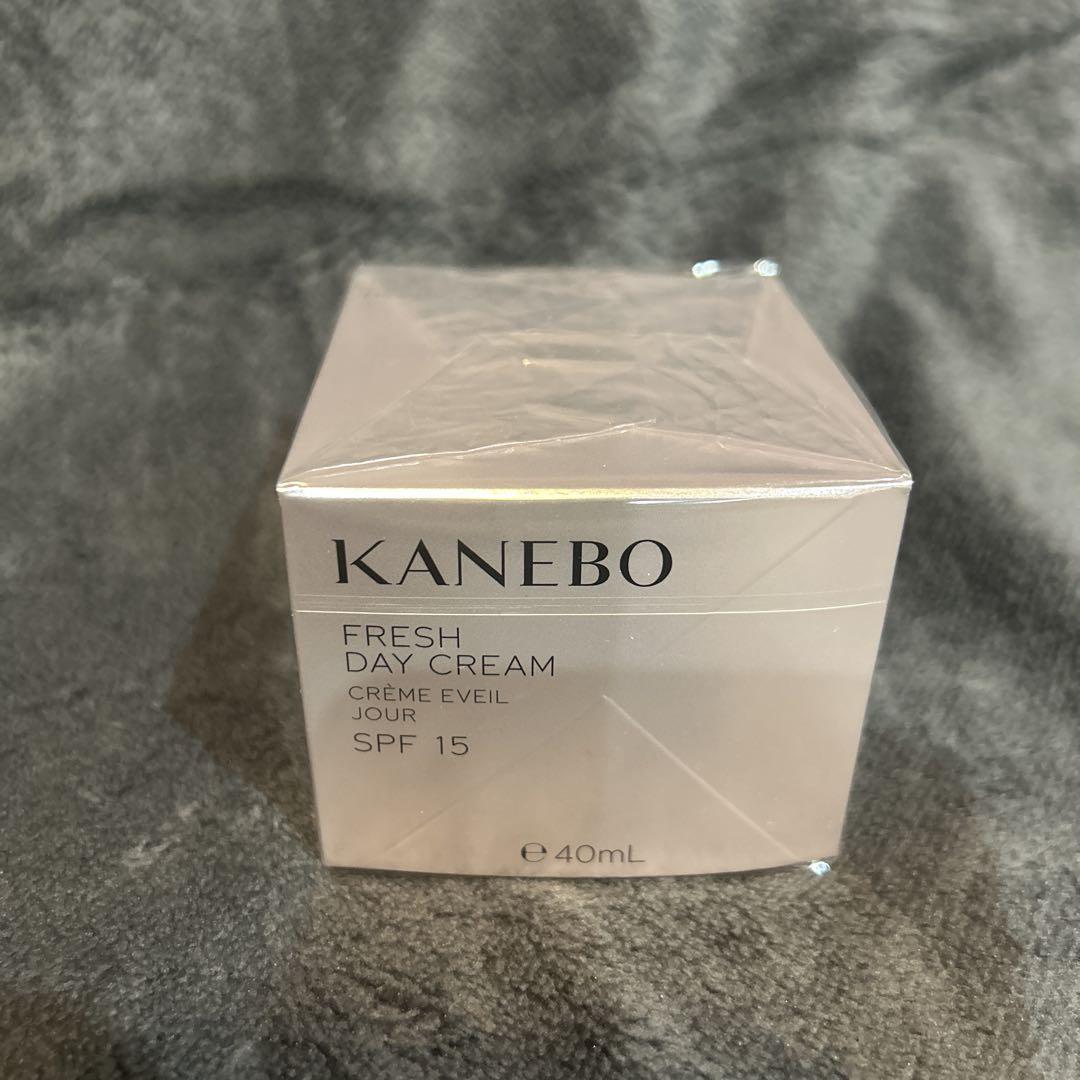 KANEBO
FRESH
DAY CREAM
CRÈME EVEIL
JOUR
SPF 15
℮ 40mL